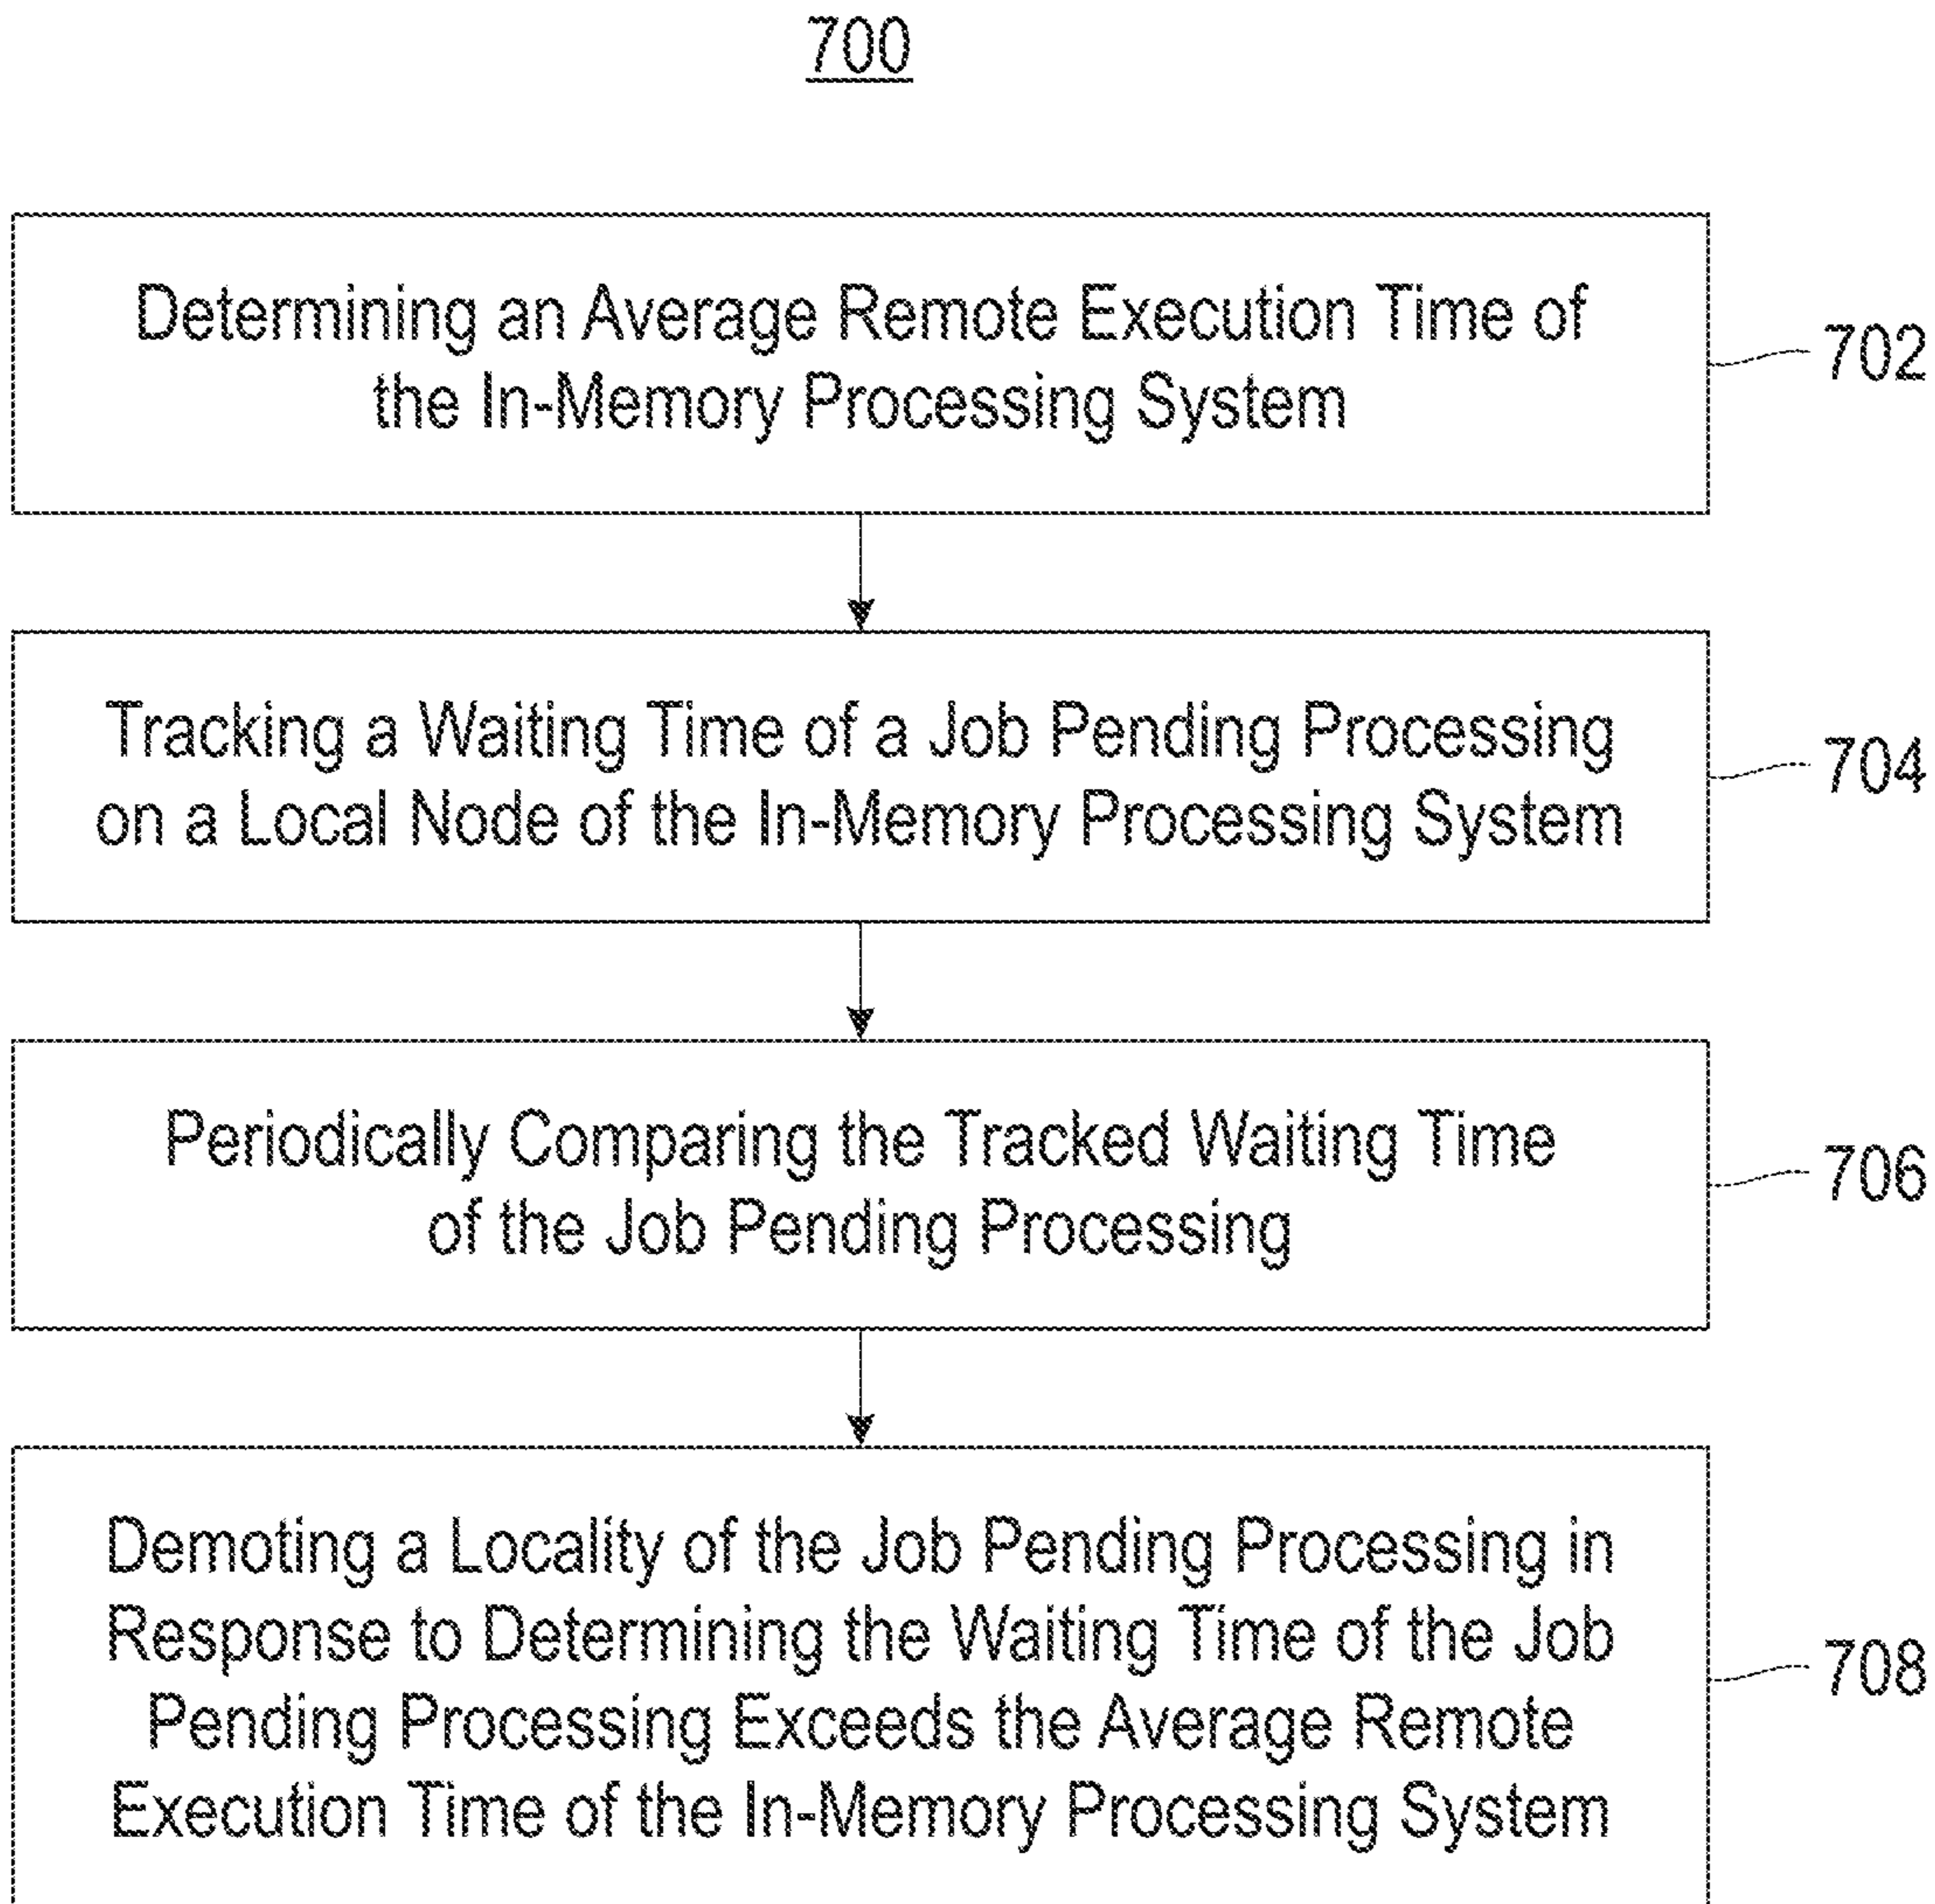 700
Determining an Average Remote Execution Time of
the In-Memory Processing System
702
Tracking a Waiting Time of a Job Pending Processing
on a Local Node of the In-Memory Processing System
704
Periodically Comparing the Tracked Waiting Time
of the Job Pending Processing
706
Demoting a Locality of the Job Pending Processing in
Response to Determining the Waiting Time of the Job
Pending Processing Exceeds the Average Remote
Execution Time of the In-Memory Processing System
708